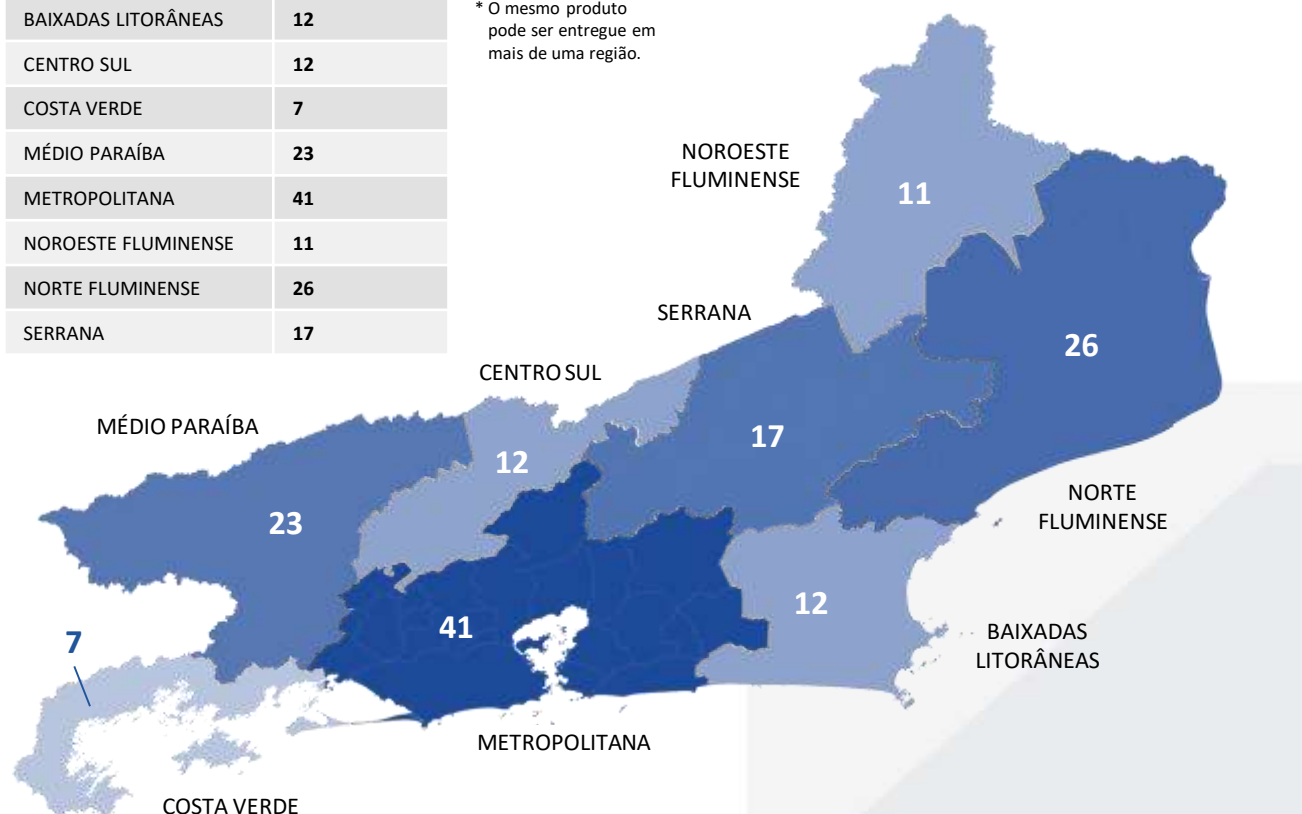 BAIXADAS LITORÂNEAS 12
CENTRO SUL 12
COSTA VERDE 7
MÉDIO PARAÍBA 23
METROPOLITANA 41
NOROESTE FLUMINENSE 11
NORTE FLUMINENSE 26
SERRANA 17
* O mesmo produto
pode ser entregue em
mais de uma região.
NOROESTE
FLUMINENSE
11
SERRANA
26
CENTRO SUL
MÉDIO PARAÍBA
17
12
NORTE
FLUMINENSE
23
12
41
7
BAIXADAS
LITORÂNEAS
METROPOLITANA
COSTA VERDE